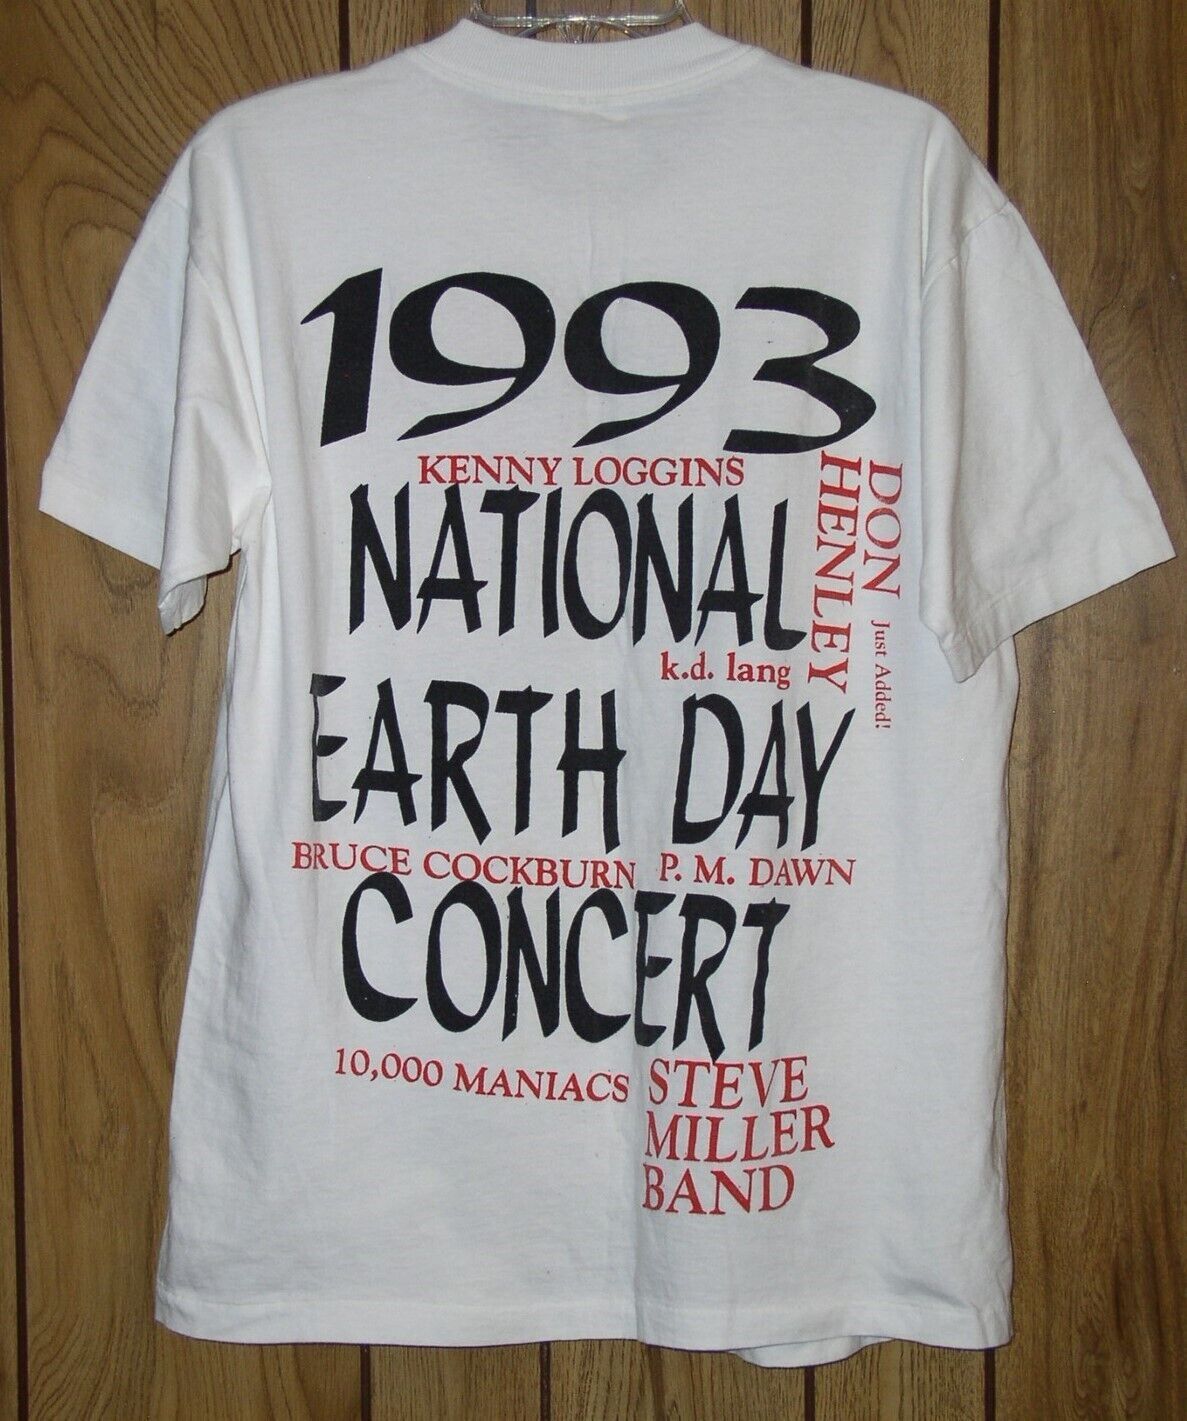 1993
KENNY LOGGINS
NATIONAL
DON
HENLEY
Just Added!
k.d. lang
EARTH DAY
BRUCE COCKBURN P. M. DAWN
CONCERT
10,000 MANIACS
STEVE
MILLER
BAND